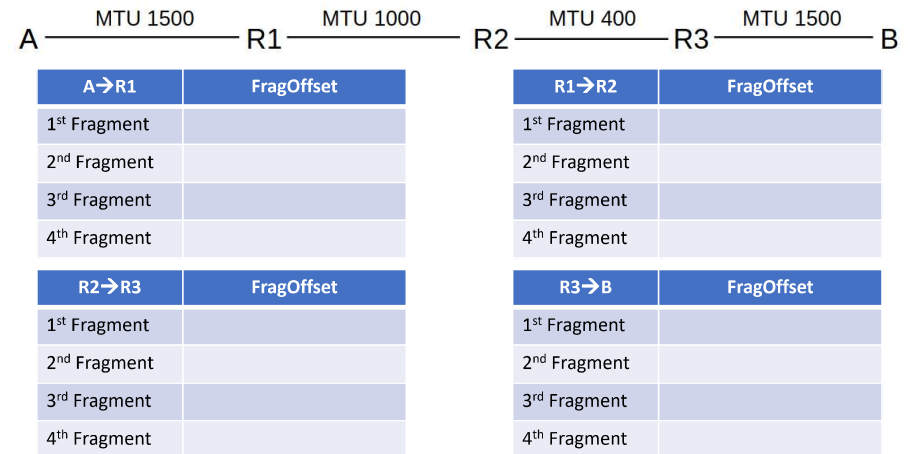 MTU 1500 MTU 1000 MTU 400 MTU 1500
A R1 R2 R3 B
A→R1 FragOffset
1st Fragment
2nd Fragment
3rd Fragment
4th Fragment
R1→R2 FragOffset
1st Fragment
2nd Fragment
3rd Fragment
4th Fragment
R2→R3 FragOffset
1st Fragment
2nd Fragment
3rd Fragment
4th Fragment
R3→B FragOffset
1st Fragment
2nd Fragment
3rd Fragment
4th Fragment